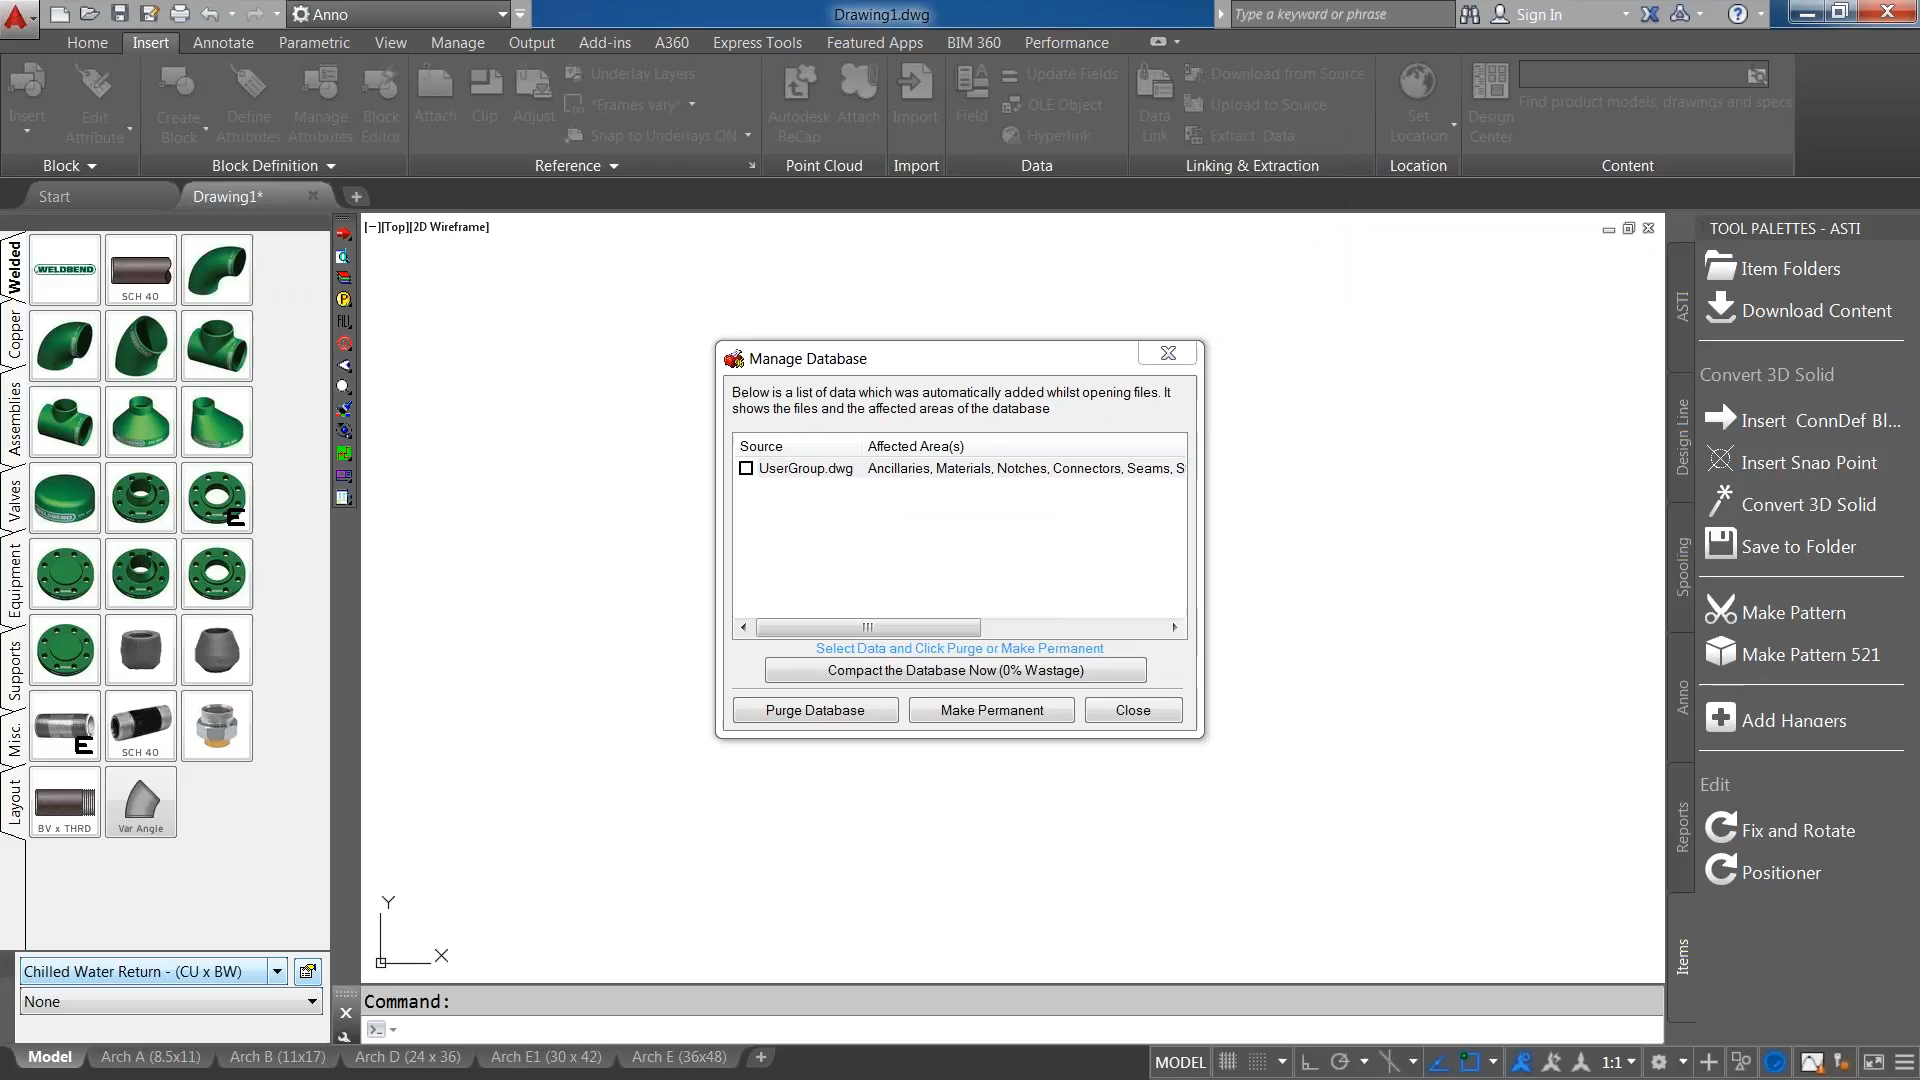 Anno
Drawing1.dwg
Type a keyword or phrase
Sign In
Home
Insert
Annotate
Parametric
View
Manage
Output
Add-ins
A360
Express Tools
Featured Apps
BIM 360
Performance
Insert
Edit
Attribute
Create
Block
Define
Attributes
Manage
Attributes
Block
Editor
Attach
Clip
Adjust
Underlay Layers
*Frames vary*
Snap to Underlays ON
Autodesk
ReCap
Attach
Import
Field
Update Fields
OLE Object
Hyperlink
Data
Link
Download from Source
Upload to Source
Extract Data
Set
Location
Design
Center
Find product models, drawings and specs
Block
Block Definition
Reference
Point Cloud
Import
Data
Linking & Extraction
Location
Content
Start
Drawing1*
Welded
Copper
Assemblies
Valves
Equipment
Supports
Misc.
Layout
WELDBEND
SCH 40
E
E
SCH 40
BV x THRD
Var Angle
FILL
[−][Top][2D Wireframe]
Manage Database
Below is a list of data which was automatically added whilst opening files. It
shows the files and the affected areas of the database
Source
Affected Area(s)
UserGroup.dwg
Ancillaries, Materials, Notches, Connectors, Seams, S
Select Data and Click Purge or Make Permanent
Compact the Database Now (0% Wastage)
Purge Database
Make Permanent
Close
Y
X
TOOL PALETTES - ASTI
ASTI
Design Line
Spooling
Anno
Reports
Items
Item Folders
Download Content
Convert 3D Solid
Insert ConnDef Bl...
Insert Snap Point
Convert 3D Solid
Save to Folder
Make Pattern
Make Pattern 521
Add Hangers
Edit
Fix and Rotate
Positioner
Chilled Water Return - (CU x BW)
None
Command:
Model
Arch A (8.5x11)
Arch B (11x17)
Arch D (24 x 36)
Arch E1 (30 x 42)
Arch E (36x48)
MODEL
1:1